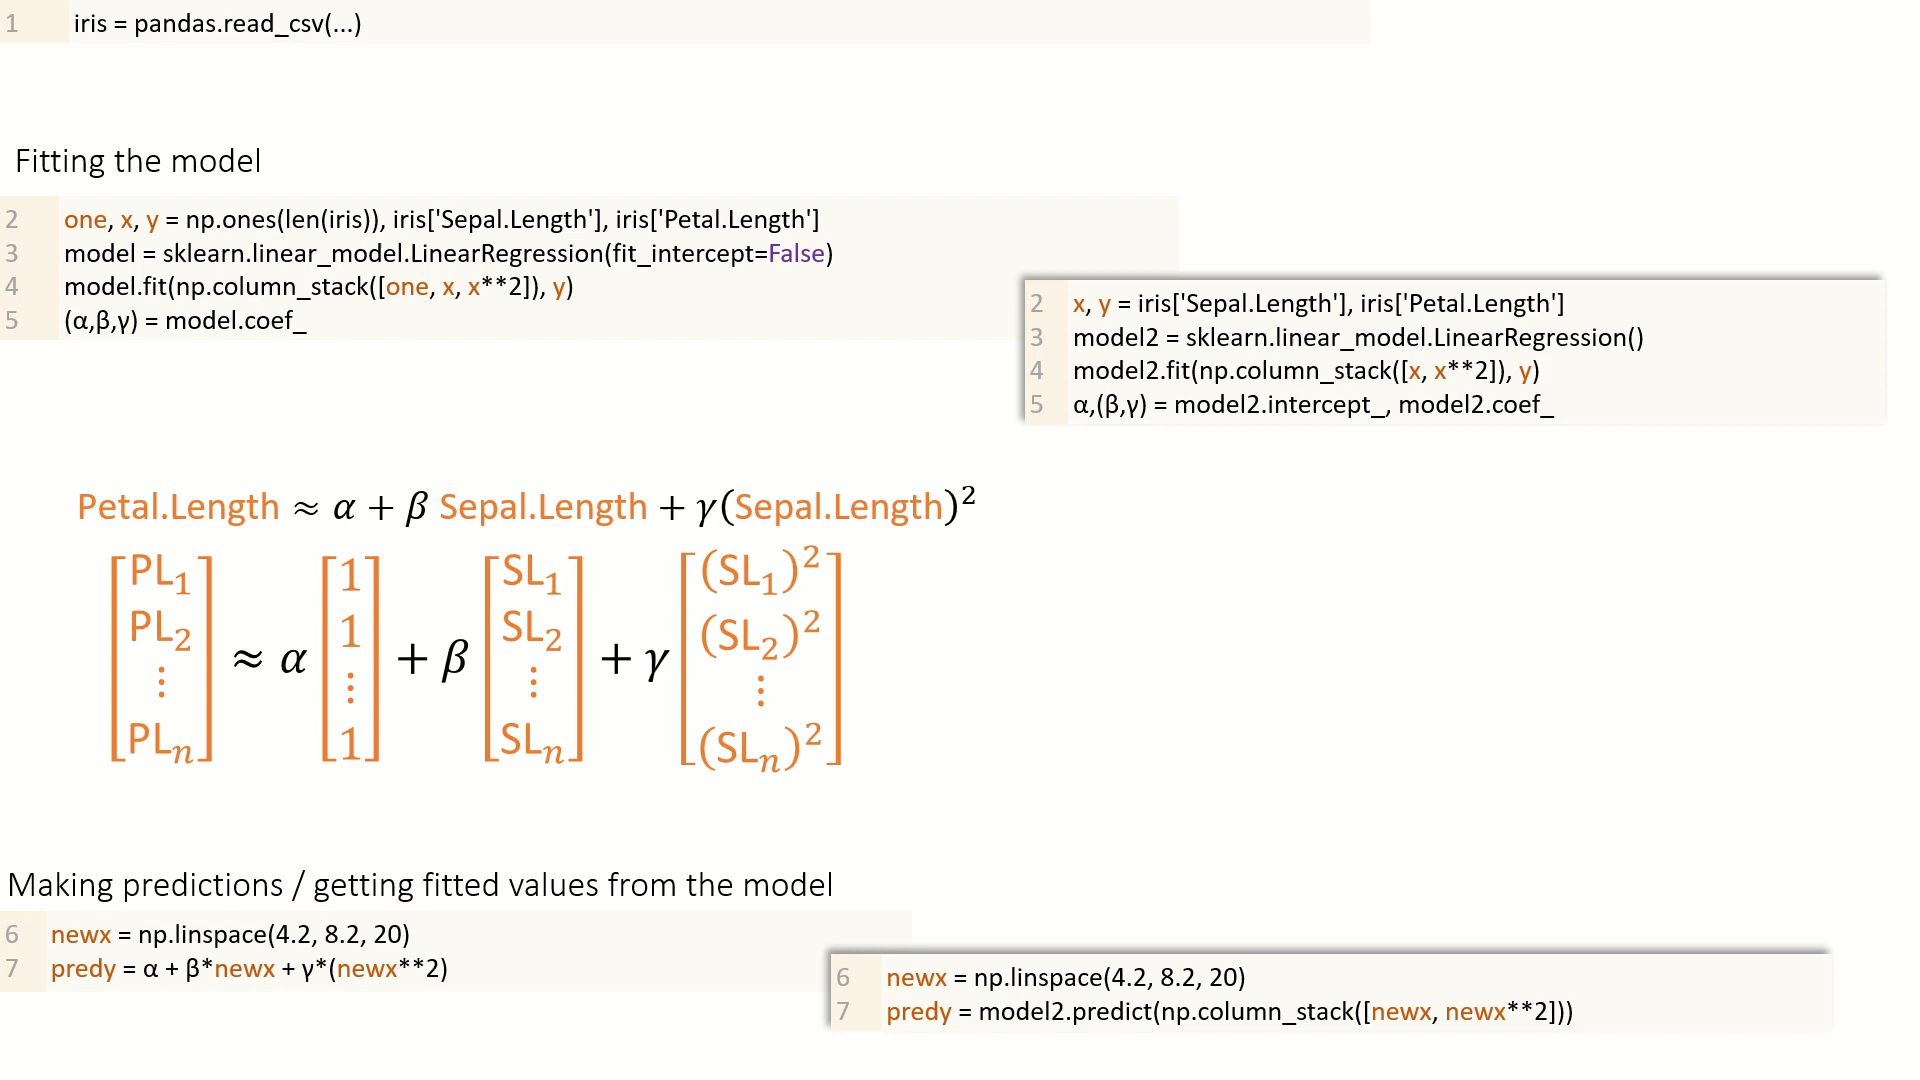 1 iris = pandas.read_csv(...)
Fitting the model
2 one, x, y = np.ones(len(iris)), iris['Sepal.Length'], iris['Petal.Length']
3 model = sklearn.linear_model.LinearRegression(fit_intercept=False)
4 model.fit(np.column_stack([one, x, x**2]), y)
5 (α,β,γ) = model.coef_
2 x, y = iris['Sepal.Length'], iris['Petal.Length']
3 model2 = sklearn.linear_model.LinearRegression()
4 model2.fit(np.column_stack([x, x**2]), y)
5 α,(β,γ) = model2.intercept_, model2.coef_
Petal.Length ≈ α + β Sepal.Length + γ(Sepal.Length)²
[PL₁ PL₂ ⋮ PLₙ] ≈ α [1 1 ⋮ 1] + β [SL₁ SL₂ ⋮ SLₙ] + γ [(SL₁)² (SL₂)² ⋮ (SLₙ)²]
Making predictions / getting fitted values from the model
6 newx = np.linspace(4.2, 8.2, 20)
7 predy = α + β*newx + γ*(newx**2)
6 newx = np.linspace(4.2, 8.2, 20)
7 predy = model2.predict(np.column_stack([newx, newx**2]))